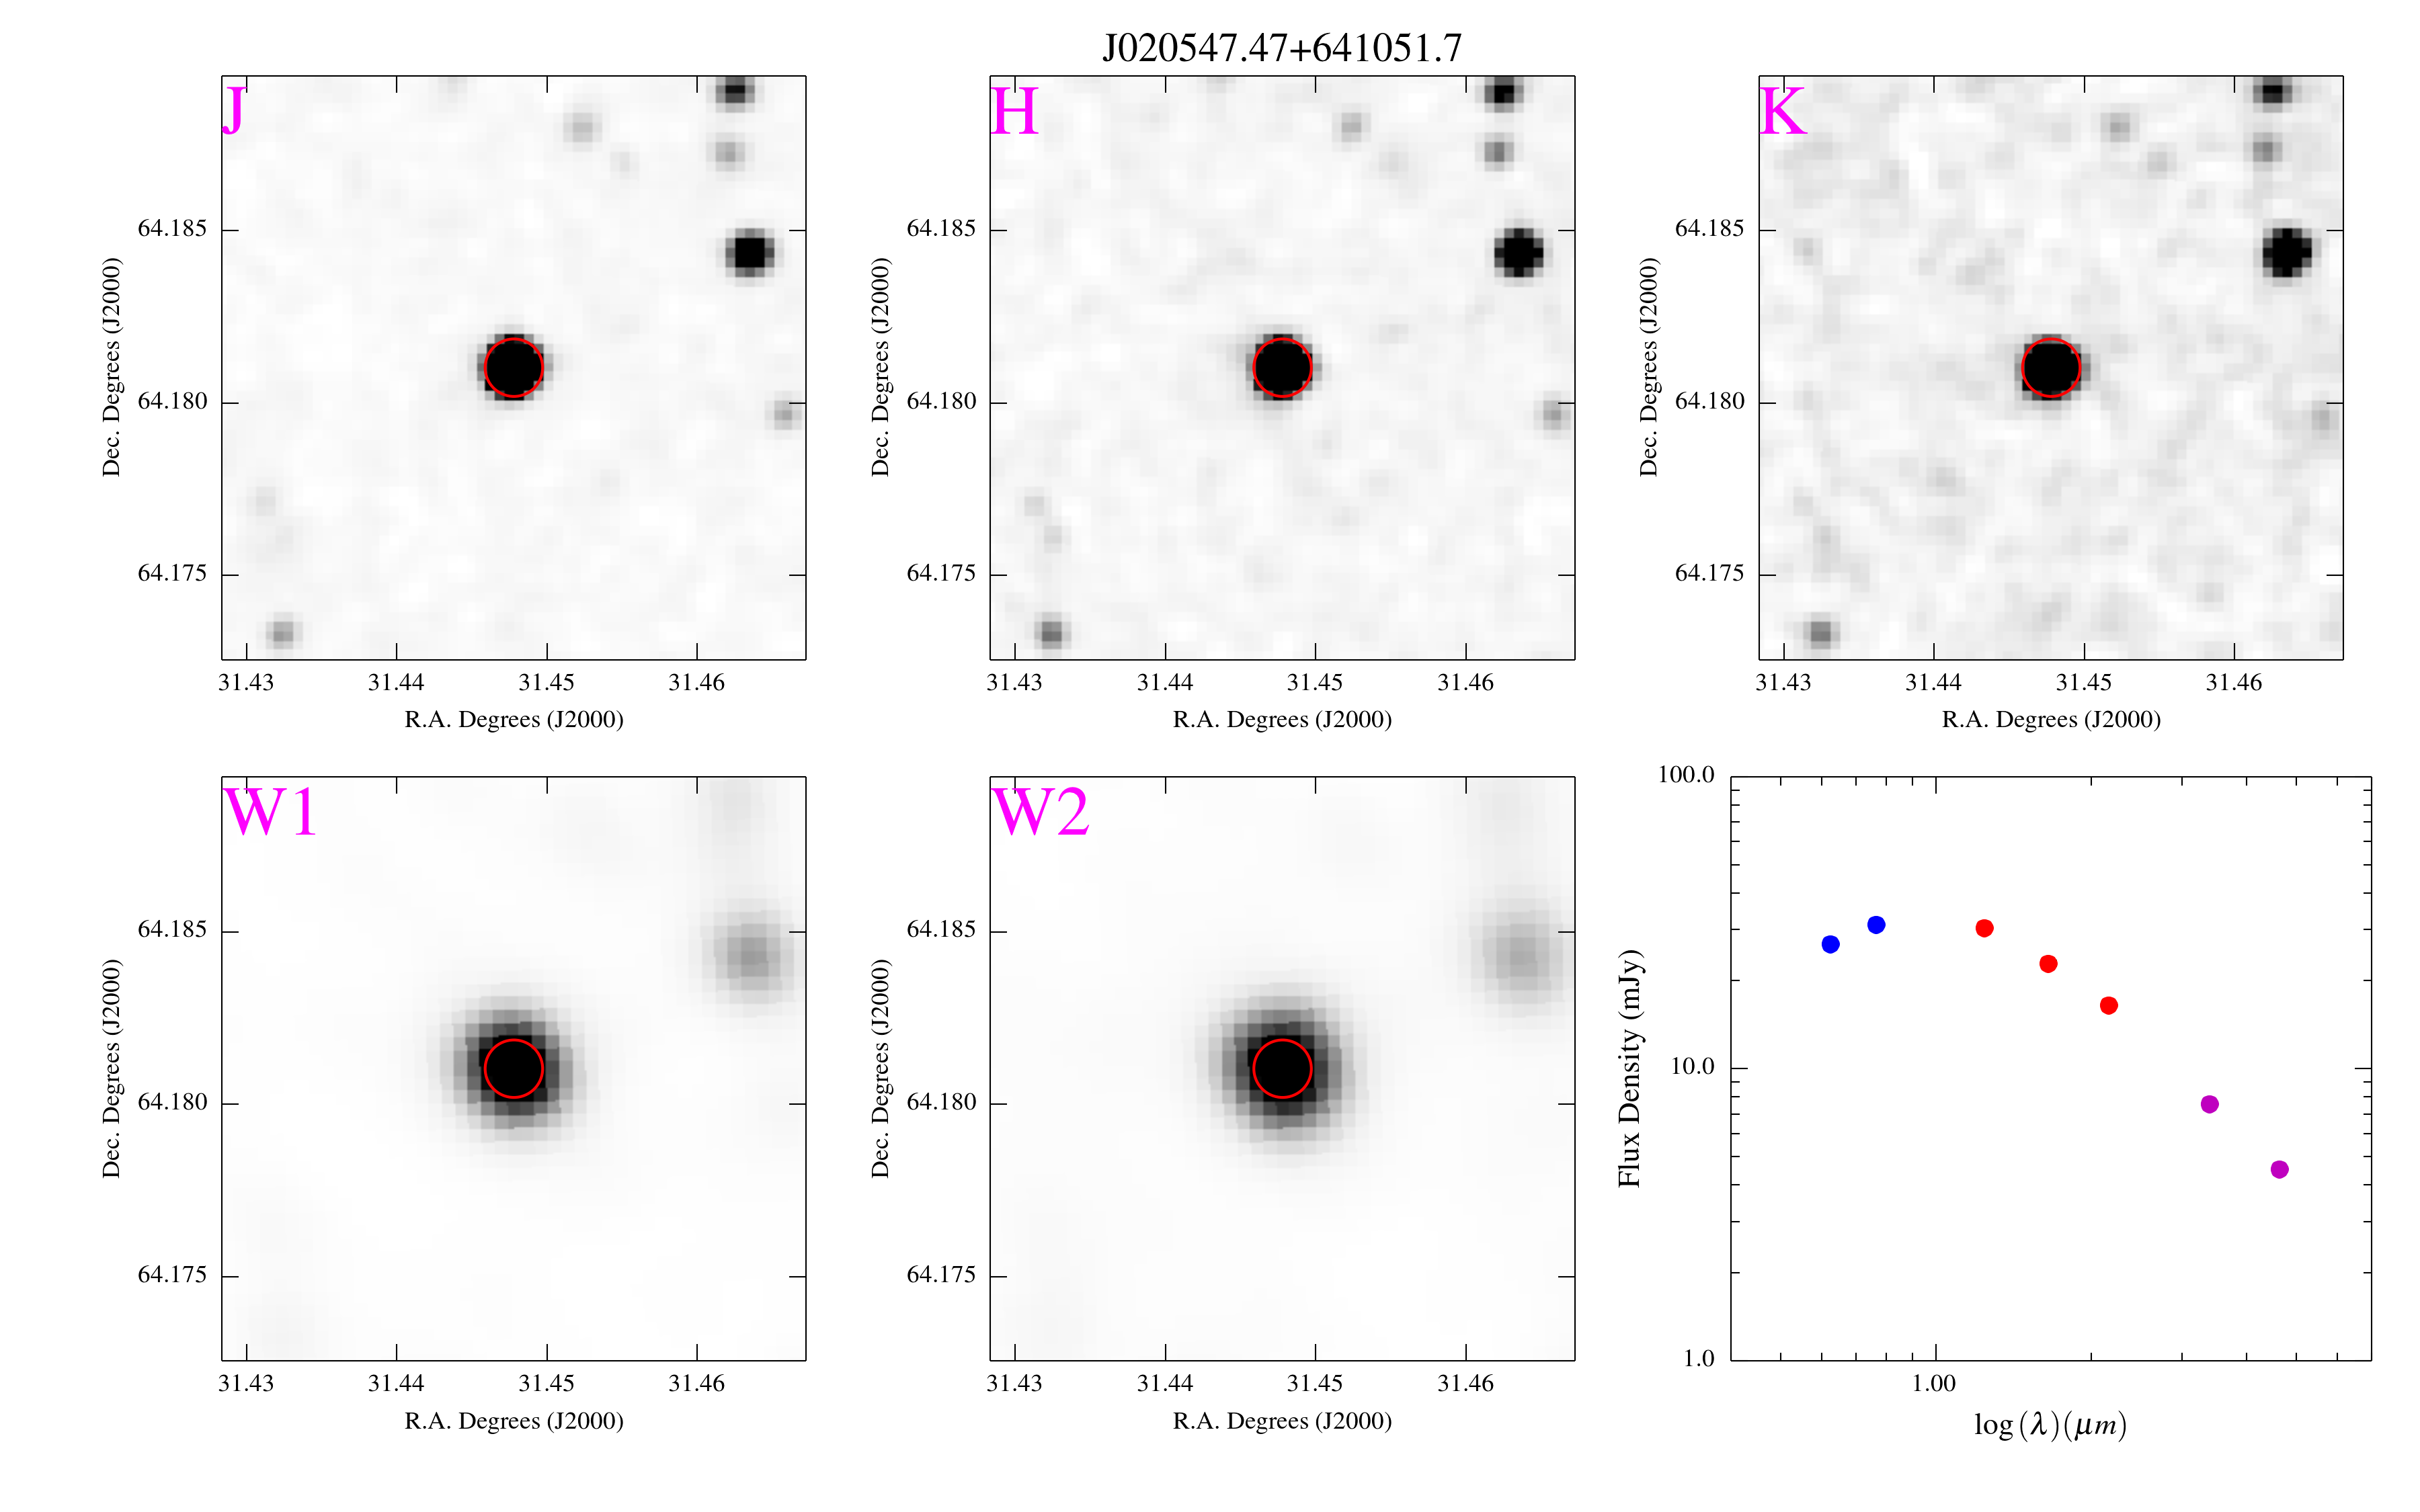 J020547.47+641051.7
J
H
K
Dec. Degrees (J2000)
64.185
64.180
64.175
31.43 31.44 31.45 31.46
R.A. Degrees (J2000)
Dec. Degrees (J2000)
64.185
64.180
64.175
31.43 31.44 31.45 31.46
R.A. Degrees (J2000)
Dec. Degrees (J2000)
64.185
64.180
64.175
31.43 31.44 31.45 31.46
R.A. Degrees (J2000)
W1
Dec. Degrees (J2000)
64.185
64.180
64.175
31.43 31.44 31.45 31.46
R.A. Degrees (J2000)
W2
Dec. Degrees (J2000)
64.185
64.180
64.175
31.43 31.44 31.45 31.46
R.A. Degrees (J2000)
Flux Density (mJy)
100.0
10.0
1.0
1.00
log(λ)(μm)